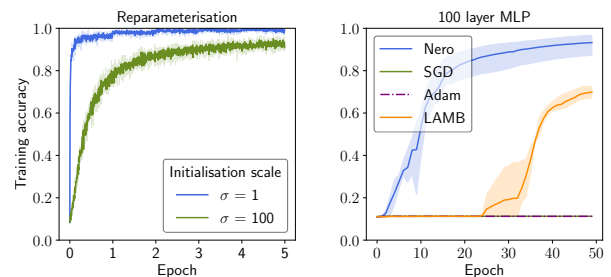 Reparameterisation
Training accuracy
1.0
0.8
0.6
0.4
0.2
0.0
Initialisation scale
σ = 1
σ = 100
0 1 2 3 4 5
Epoch
100 layer MLP
1.0
0.8
0.6
0.4
0.2
0.0
Nero
SGD
Adam
LAMB
0 10 20 30 40 50
Epoch